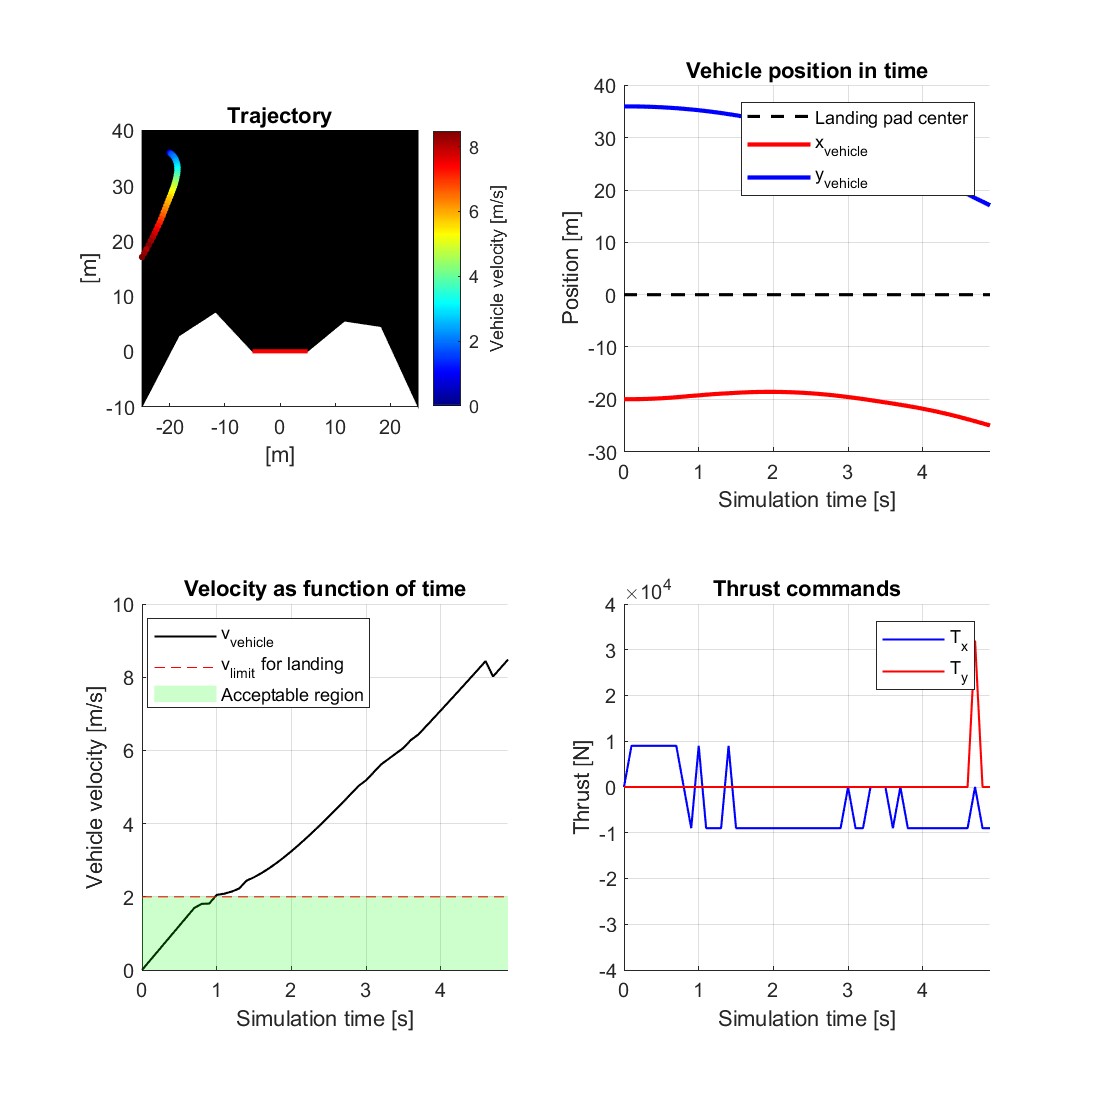 Trajectory
40
30
20
10
0
-10
[m]
-20 -10 0 10 20
[m]
8
6
4
2
0
Vehicle velocity [m/s]
Vehicle position in time
40
30
20
10
0
-10
-20
-30
Position [m]
Landing pad center
x_vehicle
y_vehicle
0 1 2 3 4
Simulation time [s]
Velocity as function of time
10
8
6
4
2
0
Vehicle velocity [m/s]
v_vehicle
v_limit for landing
Acceptable region
0 1 2 3 4
Simulation time [s]
Thrust commands
×10^4
4
3
2
1
0
-1
-2
-3
-4
Thrust [N]
T_x
T_y
0 1 2 3 4
Simulation time [s]